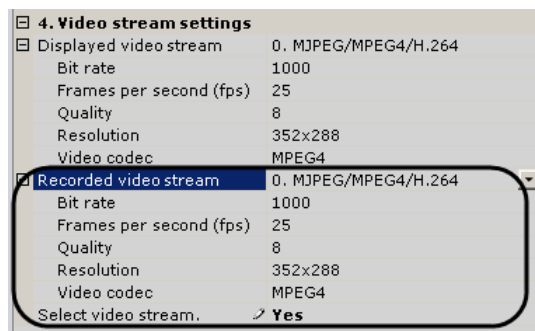 4. Video stream settings
Displayed video stream 0. MJPEG/MPEG4/H.264
Bit rate 1000
Frames per second (fps) 25
Quality 8
Resolution 352x288
Video codec MPEG4
Recorded video stream 0. MJPEG/MPEG4/H.264
Bit rate 1000
Frames per second (fps) 25
Quality 8
Resolution 352x288
Video codec MPEG4
Select video stream. Yes